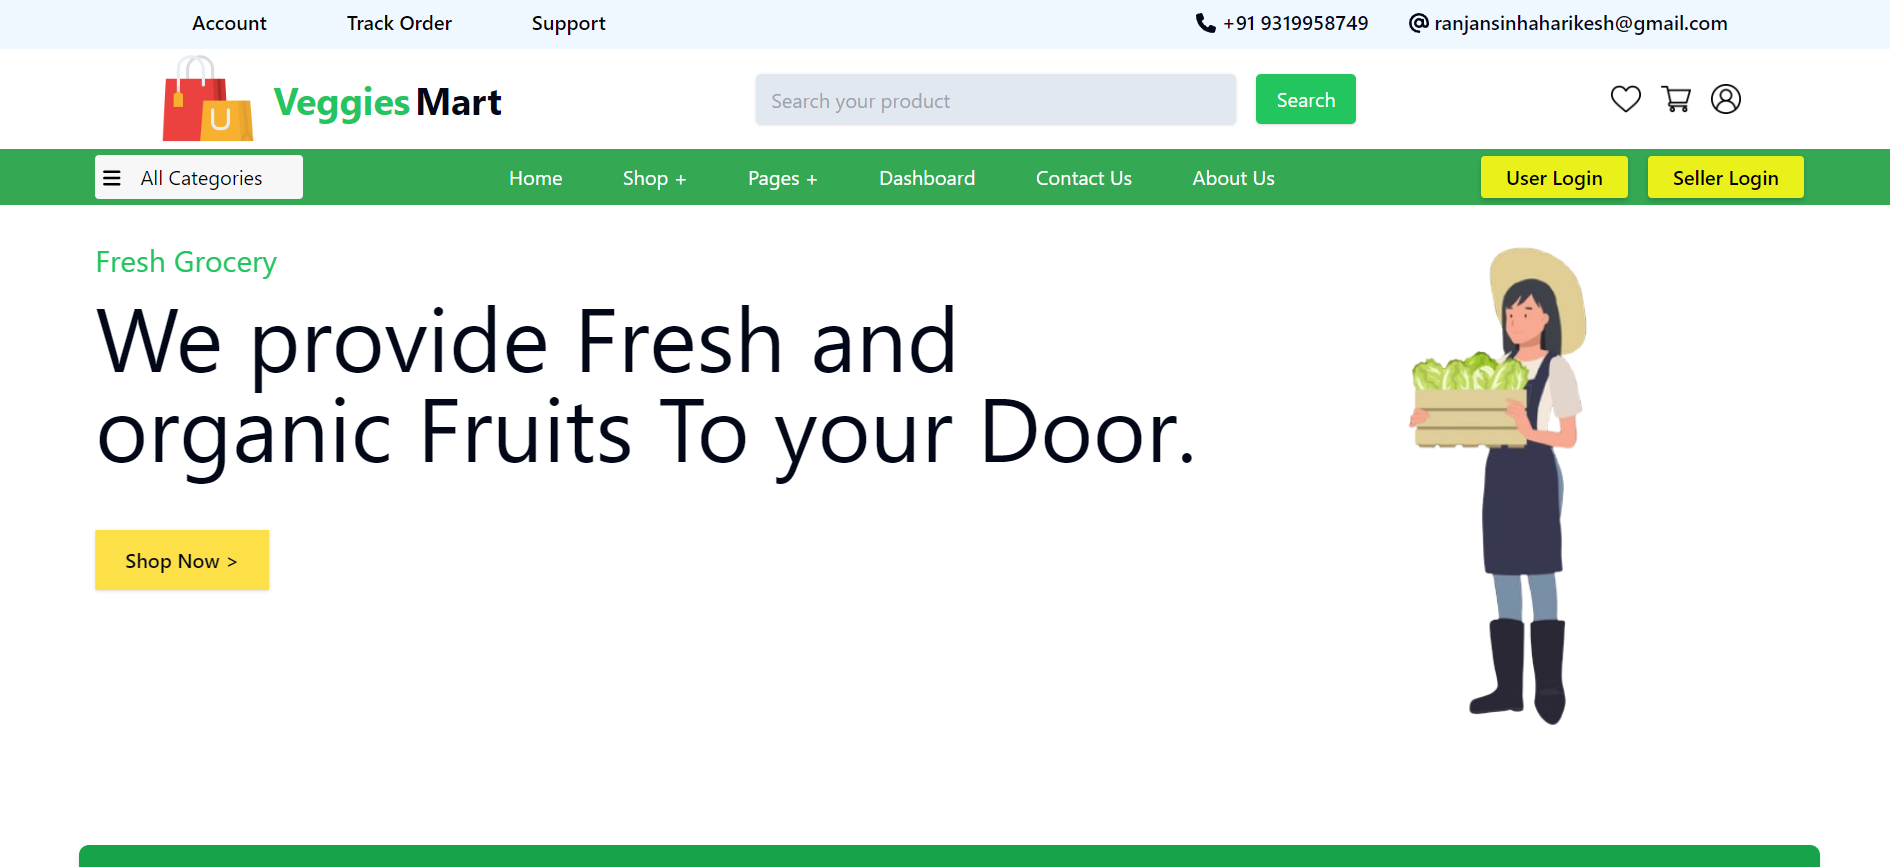 Account Track Order Support +91 9319958749 ranjansinhaharikesh@gmail.com
Veggies Mart Search your product Search
All Categories Home Shop + Pages + Dashboard Contact Us About Us User Login Seller Login
Fresh Grocery
We provide Fresh and
organic Fruits To your Door.
Shop Now >